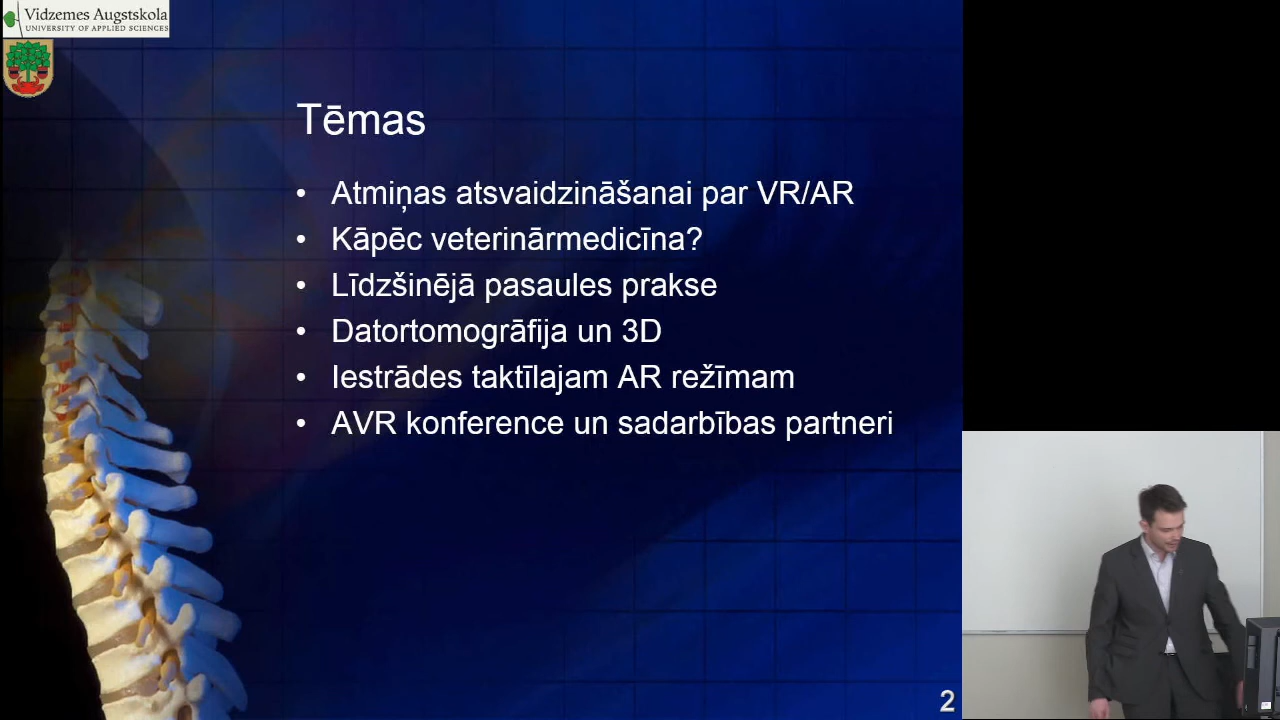 Vidzemes Augstskola
UNIVERSITY OF APPLIED SCIENCES
Tēmas
• Atmiņas atsvaidzināšanai par VR/AR
• Kāpēc veterinārmedicīna?
• Līdzšinējā pasaules prakse
• Datortomogrāfija un 3D
• Iestrādes taktīlajam AR režīmam
• AVR konference un sadarbības partneri
2